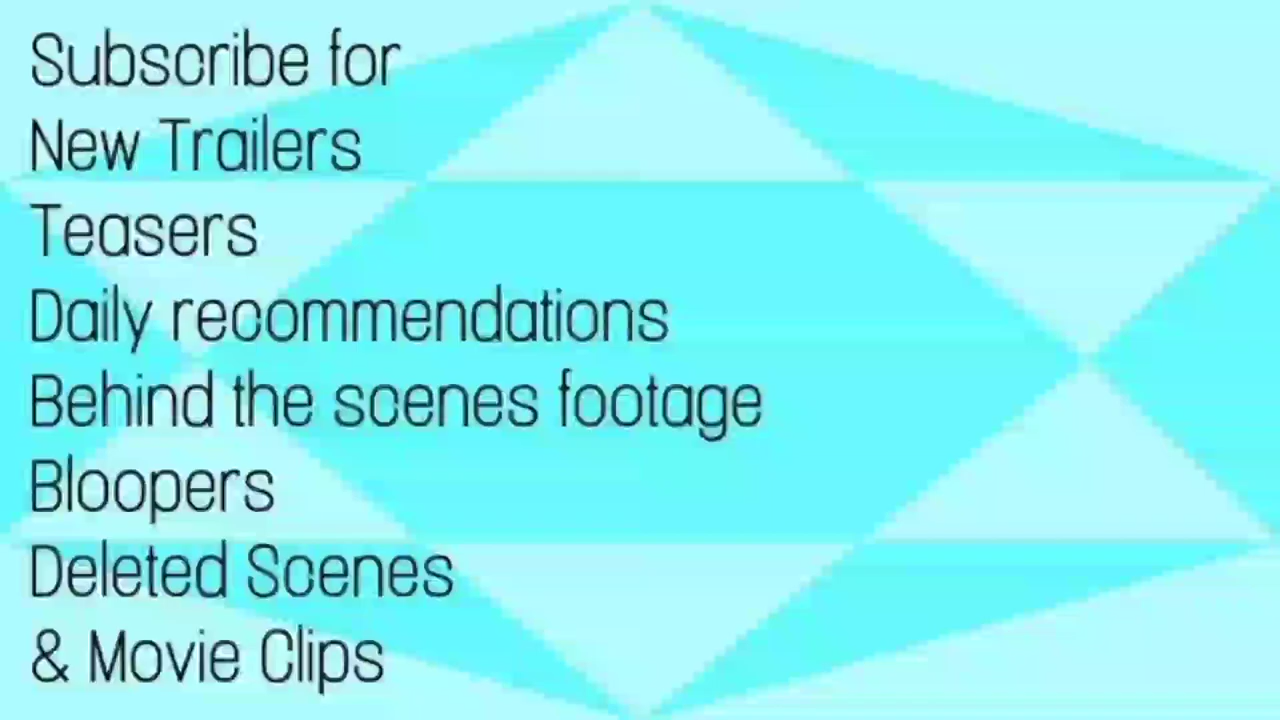 Subscribe for
New Trailers
Teasers
Daily recommendations
Behind the scenes footage
Bloopers
Deleted Scenes
& Movie Clips